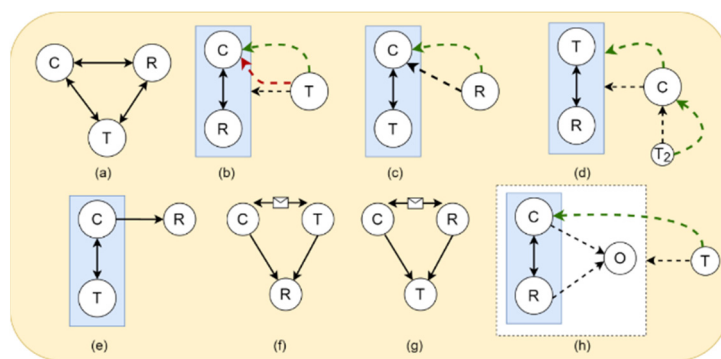 C R T
(a)
C T R
(b)
C R T
(c)
T C R T2
(d)
C R T
(e)
C T R
(f)
C R T
(g)
C O T R
(h)